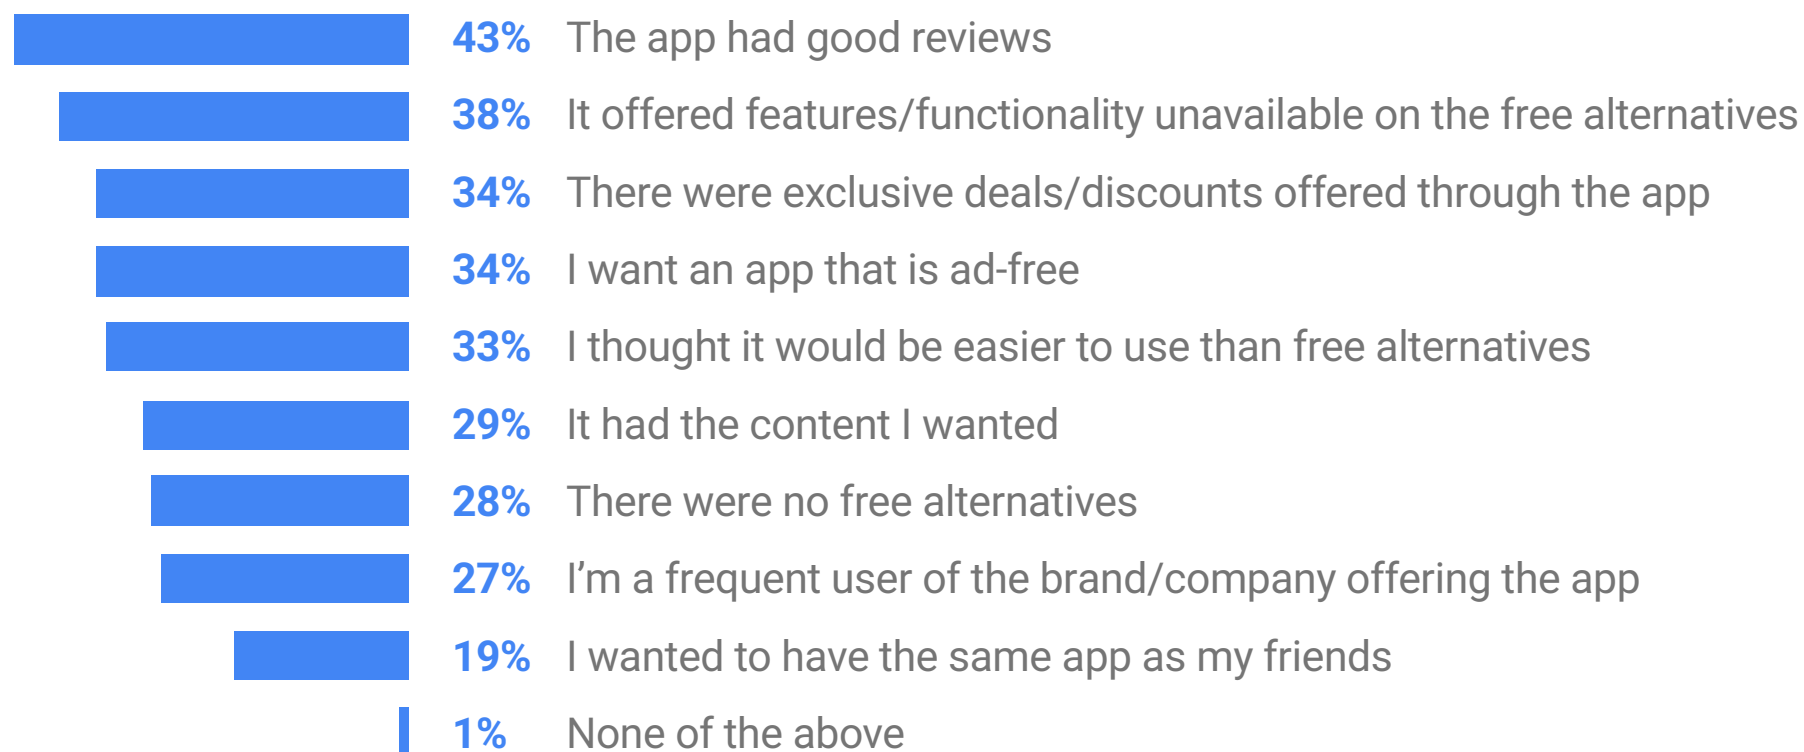 43% The app had good reviews
38% It offered features/functionality unavailable on the free alternatives
34% There were exclusive deals/discounts offered through the app
34% I want an app that is ad-free
33% I thought it would be easier to use than free alternatives
29% It had the content I wanted
28% There were no free alternatives
27% I’m a frequent user of the brand/company offering the app
19% I wanted to have the same app as my friends
1% None of the above